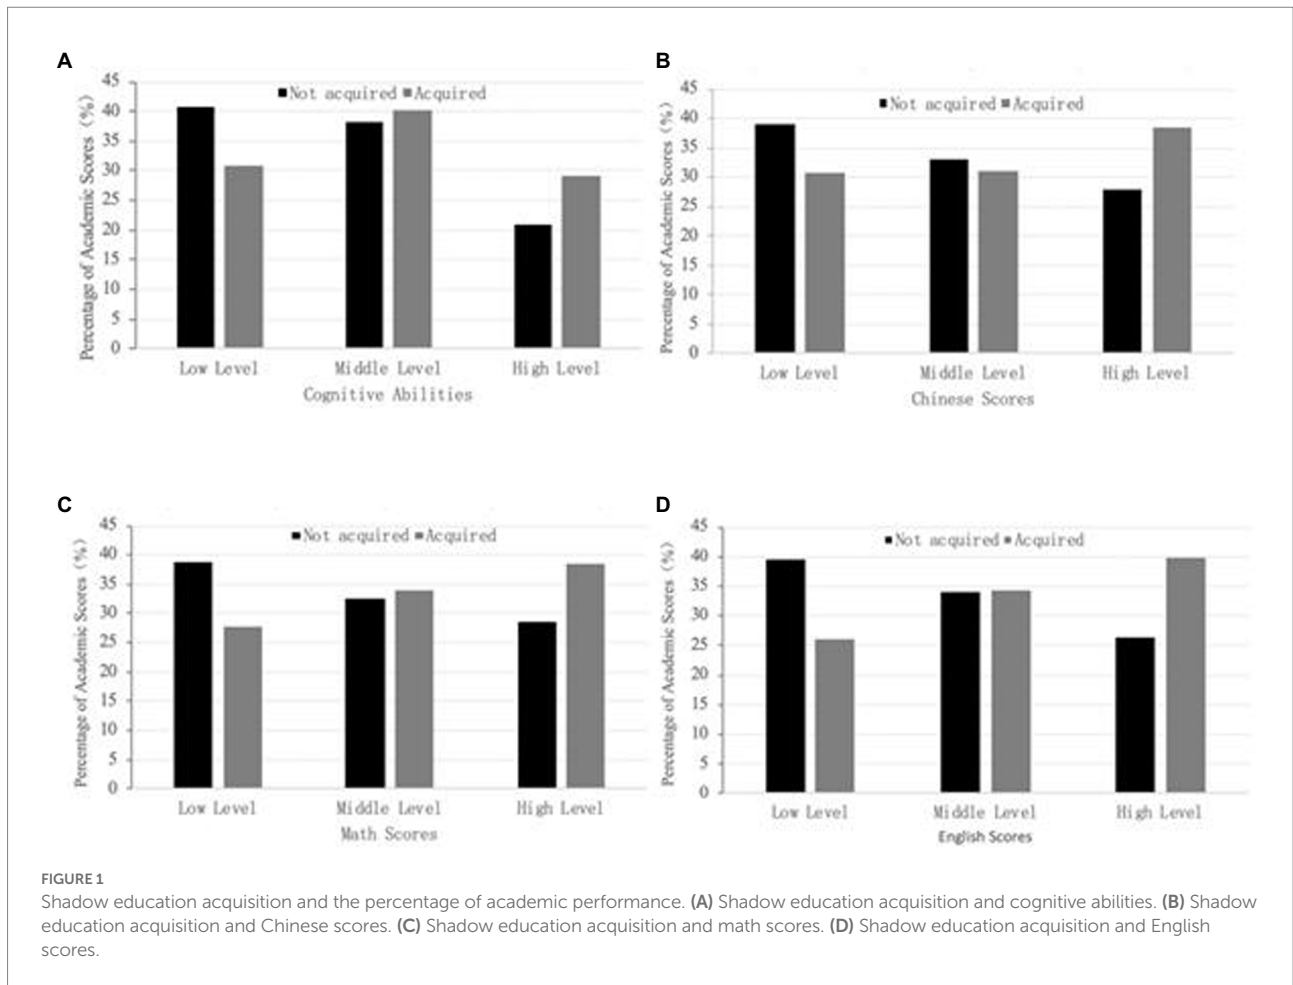 A
Percentage of Academic Scores (%)
45
40
35
30
25
20
15
10
5
0
Not acquired Acquired
Low Level Middle Level High Level
Cognitive Abilities
B
Percentage of Academic Scores (%)
45
40
35
30
25
20
15
10
5
0
Not acquired Acquired
Low Level Middle Level High Level
Chinese Scores
C
Percentage of Academic Scores (%)
45
40
35
30
25
20
15
10
5
0
Not acquired Acquired
Low Level Middle Level High Level
Math Scores
D
Percentage of Academic Scores (%)
45
40
35
30
25
20
15
10
5
0
Not acquired Acquired
Low Level Middle Level High Level
English Scores
FIGURE 1
Shadow education acquisition and the percentage of academic performance. (A) Shadow education acquisition and cognitive abilities. (B) Shadow
education acquisition and Chinese scores. (C) Shadow education acquisition and math scores. (D) Shadow education acquisition and English
scores.